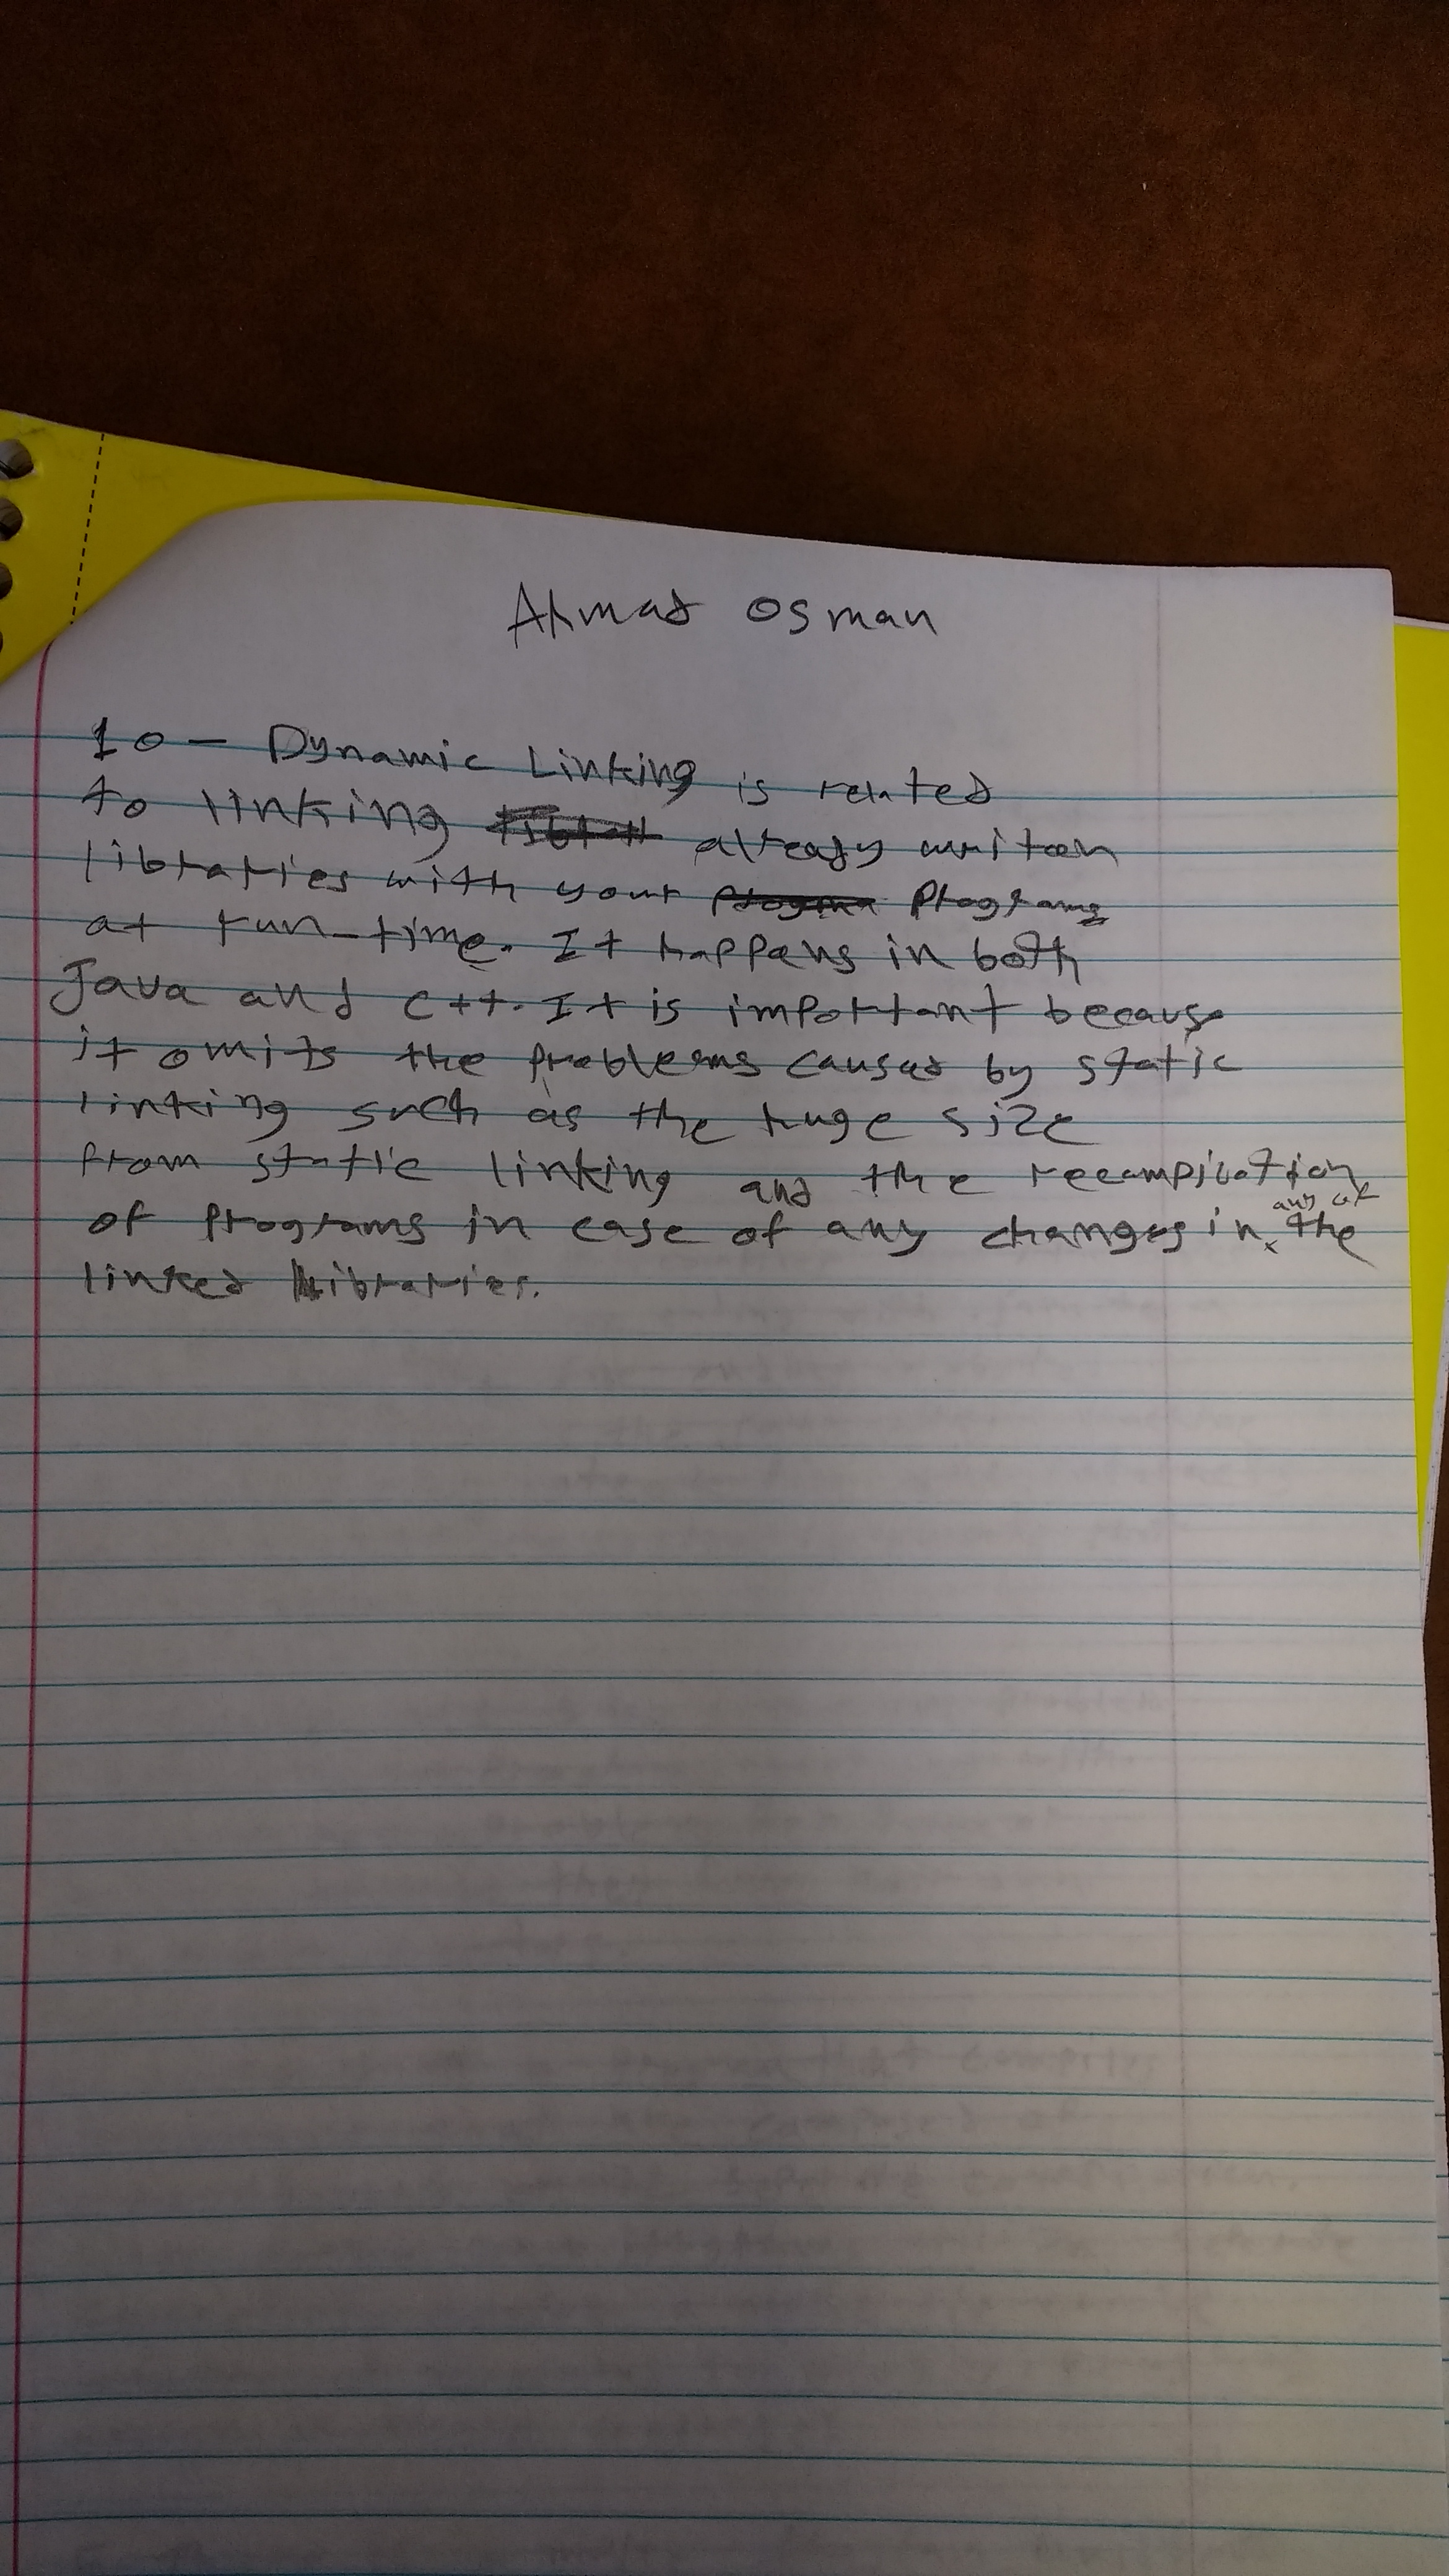 Ahmad Osman
10 - Dynamic Linking is related
to linking already written
libraries with your programs
at run-time. It happens in both
Java and C++. It is important because
it omits the problems caused by static
linking such as the huge size
from static linking and the recompilation
of programs in case of any changes in any of the
linked libraries.